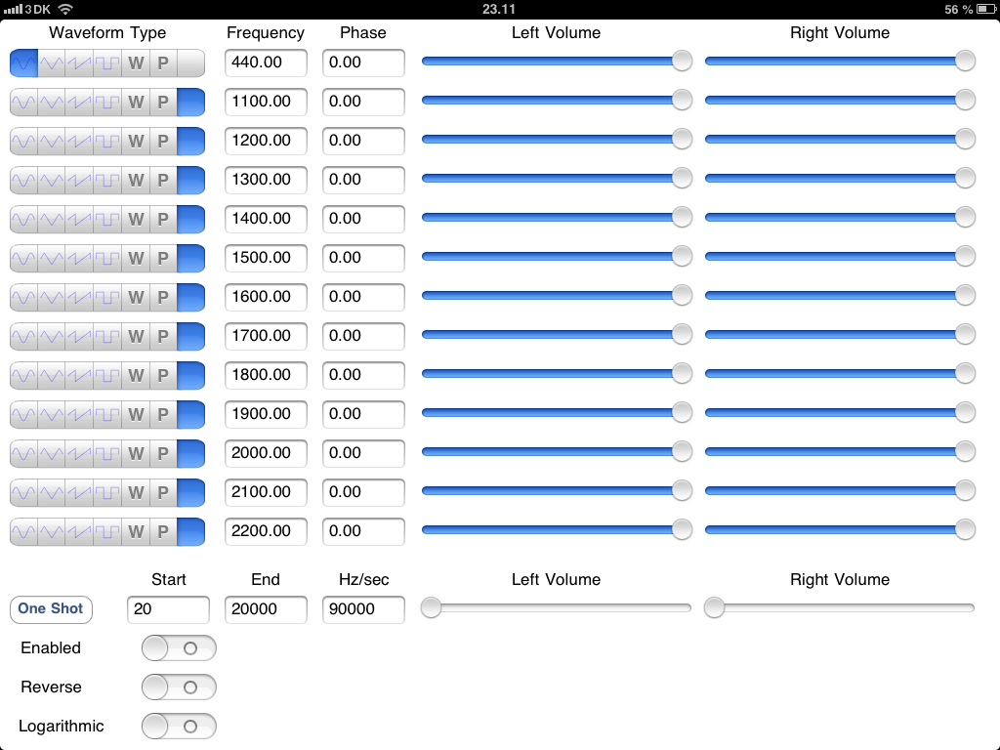 3 DK 23.11 56 %
Waveform Type Frequency Phase Left Volume Right Volume
W P 440.00 0.00
W P 1100.00 0.00
W P 1200.00 0.00
W P 1300.00 0.00
W P 1400.00 0.00
W P 1500.00 0.00
W P 1600.00 0.00
W P 1700.00 0.00
W P 1800.00 0.00
W P 1900.00 0.00
W P 2000.00 0.00
W P 2100.00 0.00
W P 2200.00 0.00
Start End Hz/sec Left Volume Right Volume
One Shot 20 20000 90000
Enabled
Reverse
Logarithmic